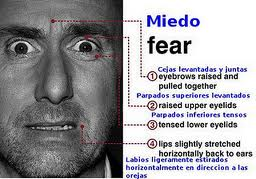 Miedo
fear
Cejas levantadas y juntas
1 eyebrows raised and
pulled together
Parpados superiores levantados
2 raised upper eyelids
Parpados inferiores tensos
3 tensed lower eyelids
4 lips slightly stretched
horizontally back to ears
Labios ligeramente estirados
horizontalmente en direccion a las
orejas